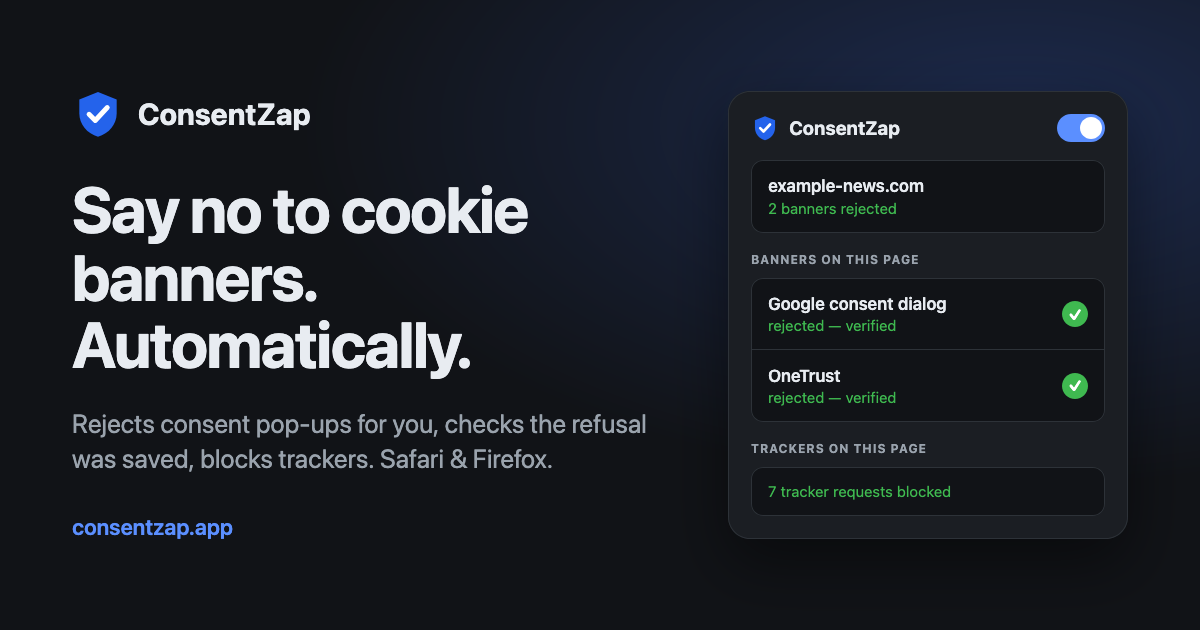 ConsentZap
Say no to cookie
banners.
Automatically.
Rejects consent pop-ups for you, checks the refusal
was saved, blocks trackers. Safari & Firefox.
consentzap.app
ConsentZap
example-news.com
2 banners rejected
BANNERS ON THIS PAGE
Google consent dialog
rejected — verified
OneTrust
rejected — verified
TRACKERS ON THIS PAGE
7 tracker requests blocked